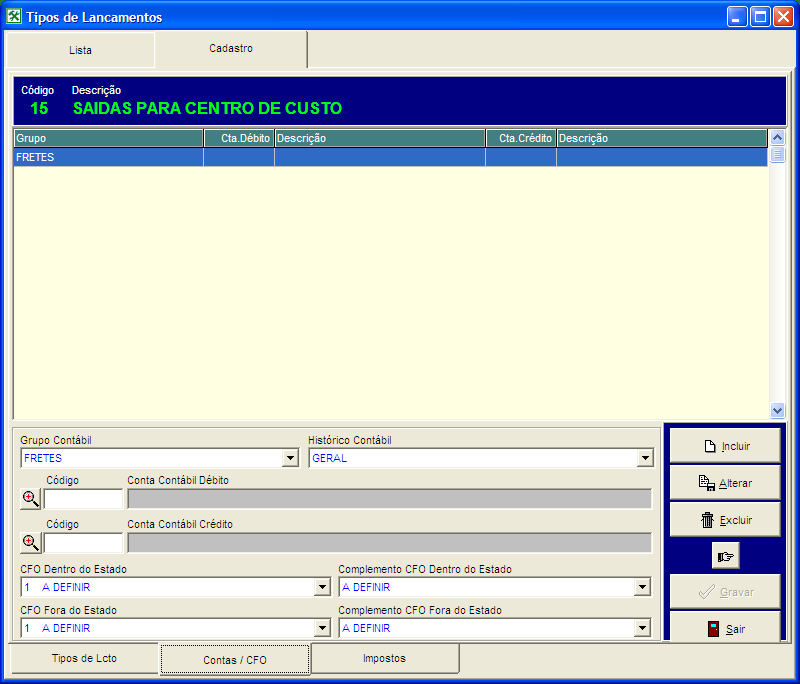 Tipos de Lancamentos
Lista Cadastro
Código Descrição
15 SAIDAS PARA CENTRO DE CUSTO
Grupo Cta.Débito Descrição Cta.Crédito Descrição
FRETES
Grupo Contábil Histórico Contábil
FRETES GERAL
Código Conta Contábil Débito
Código Conta Contábil Crédito
CFO Dentro do Estado Complemento CFO Dentro do Estado
1 A DEFINIR A DEFINIR
CFO Fora do Estado Complemento CFO Fora do Estado
1 A DEFINIR A DEFINIR
Incluir
Alterar
Excluir
Gravar
Sair
Tipos de Lcto Contas / CFO Impostos